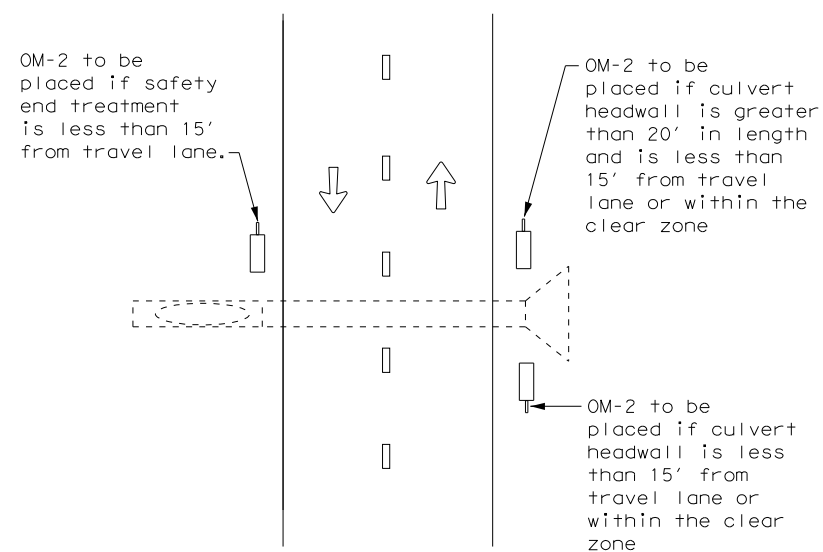 OM-2 to be
placed if safety
end treatment
is less than 15'
from travel lane.
OM-2 to be
placed if culvert
headwall is greater
than 20' in length
and is less than
15' from travel
lane or within the
clear zone
OM-2 to be
placed if culvert
headwall is less
than 15' from
travel lane or
within the clear
zone